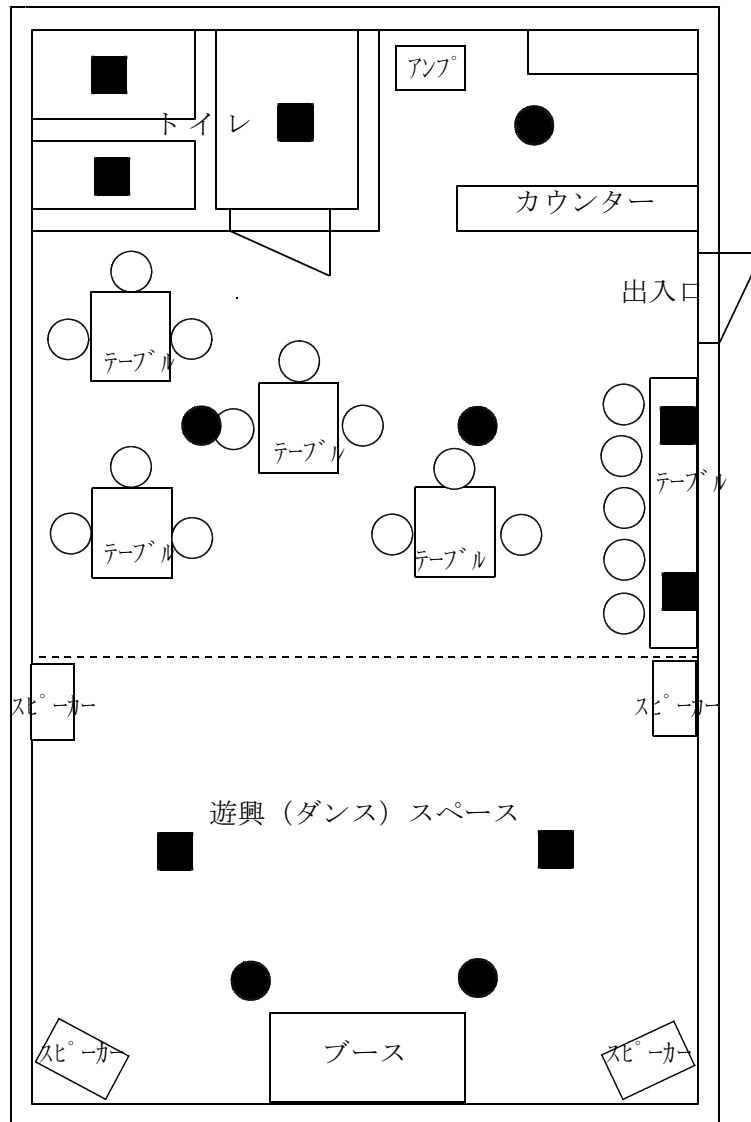 アンプ
トイレ
カウンター
出入口
テーブル
テーブル
テーブル
テーブル
テーブル
スピーカー
スピーカー
遊興（ダンス）スペース
スピーカー
ブース
スピーカー